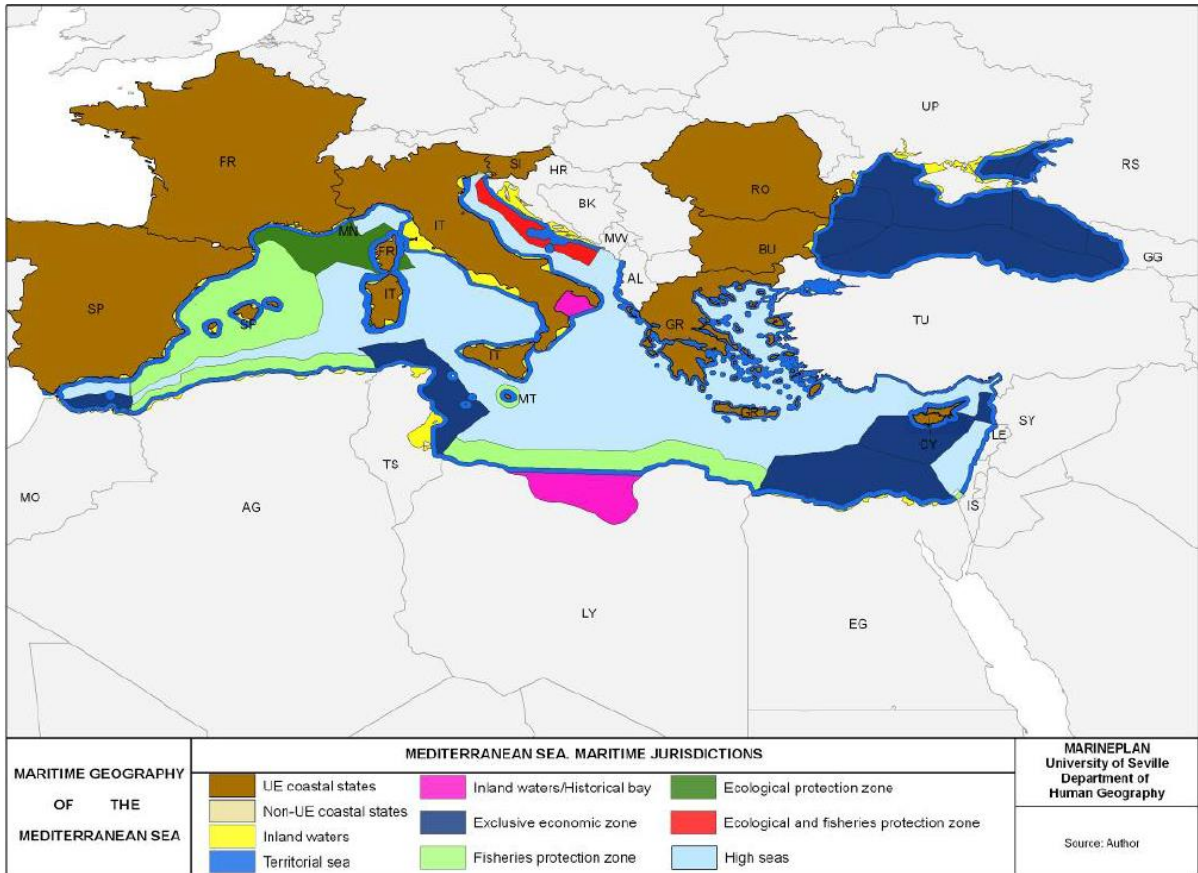 UP
FR
SI
HR
RS
RO
BK
IT
MN
MW
BU
FR
GG
AL
SP
IT
SP
GR
TU
IT
MT
GR
CY
LE
SY
TS
MO
AG
IS
LY
EG
MARITIME GEOGRAPHY
OF THE
MEDITERRANEAN SEA
MEDITERRANEAN SEA. MARITIME JURISDICTIONS
UE coastal states
Non-UE coastal states
Inland waters
Territorial sea
Inland waters/Historical bay
Exclusive economic zone
Fisheries protection zone
Ecological protection zone
Ecological and fisheries protection zone
High seas
MARINEPLAN
University of Seville
Department of
Human Geography
Source: Author